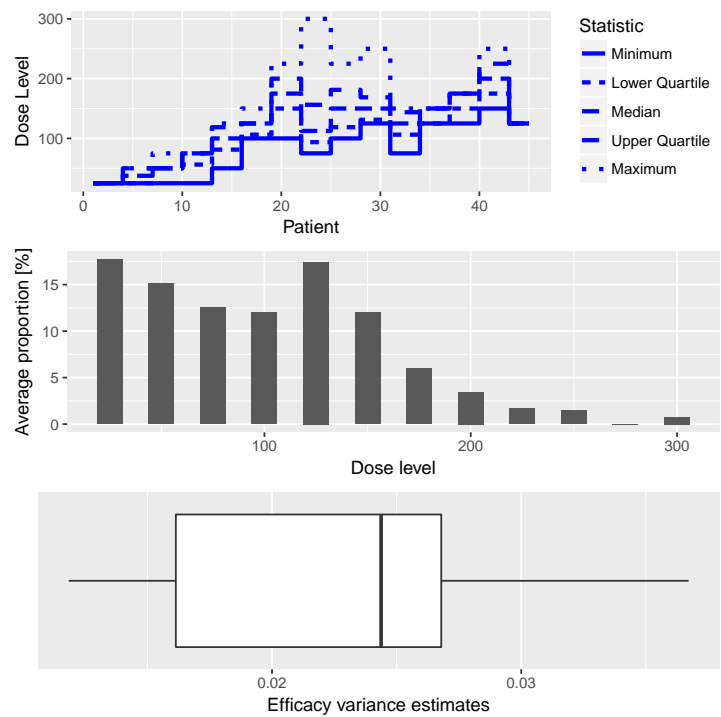 300
200
100
Dose Level
0
10
20
30
40
Patient
Statistic
Minimum
Lower Quartile
Median
Upper Quartile
Maximum
15
10
5
0
Average proportion [%]
100
200
300
Dose level
0.02
0.03
Efficacy variance estimates